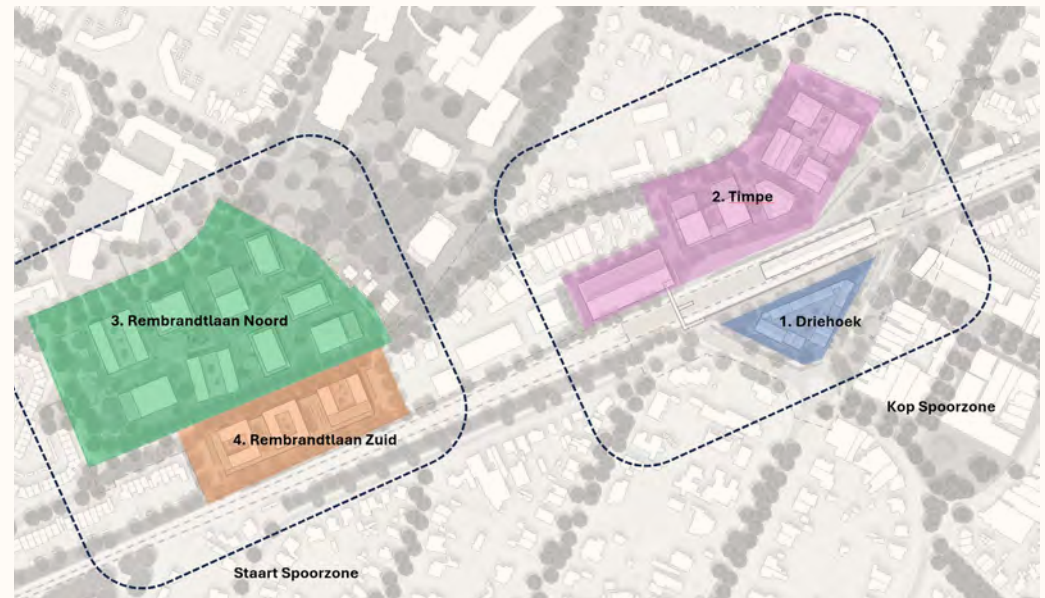 2. Timpe
3. Rembrandtlaan Noord
1. Driehoek
Kop Spoorzone
4. Rembrandtlaan Zuid
Staart Spoorzone